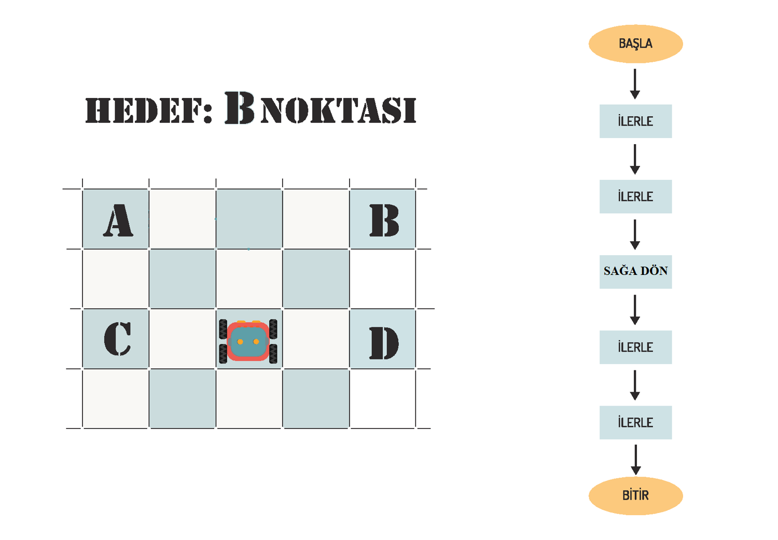 HEDEF: B NOKTASI
A
B
C
D
BAŞLA
İLERLE
İLERLE
SAĞA DÖN
İLERLE
İLERLE
BİTİR